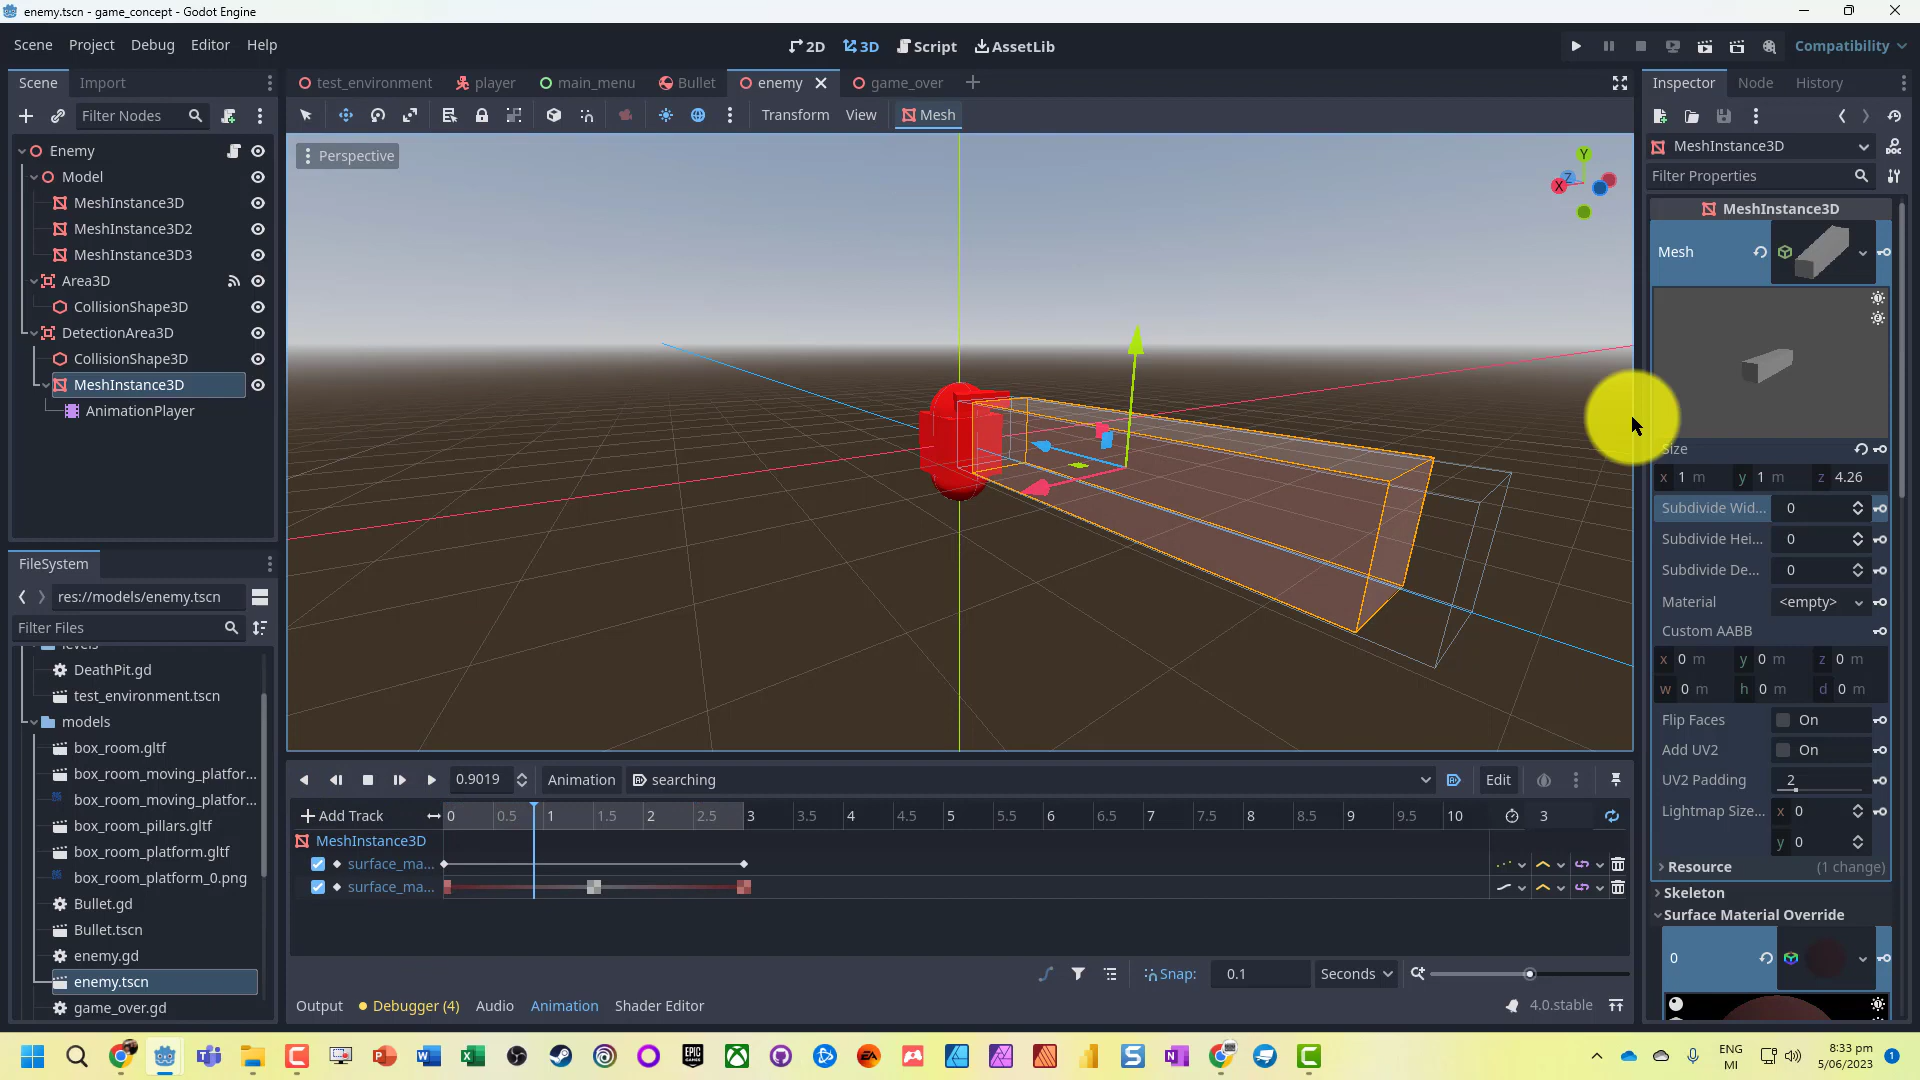 enemy.tscn - game_concept - Godot Engine
Scene Project Debug Editor Help
2D 3D Script AssetLib
Compatibility
Scene Import
test_environment player main_menu Bullet enemy game_over
Inspector Node History
Filter Nodes
Transform View Mesh
Perspective
Y
X
Z
Enemy
Model
MeshInstance3D
MeshInstance3D2
MeshInstance3D3
Area3D
CollisionShape3D
DetectionArea3D
CollisionShape3D
MeshInstance3D
AnimationPlayer
FileSystem
res://models/enemy.tscn
Filter Files
levels
DeathPit.gd
test_environment.tscn
models
box_room.gltf
box_room_moving_platfor...
box_room_moving_platfor...
box_room_pillars.gltf
box_room_platform.gltf
box_room_platform_0.png
Bullet.gd
Bullet.tscn
enemy.gd
enemy.tscn
game_over.gd
MeshInstance3D
Filter Properties
MeshInstance3D
Mesh
Size
x 1 m y 1 m z 4.26
Subdivide Wid... 0
Subdivide Hei... 0
Subdivide De... 0
Material <empty>
Custom AABB
x 0 m y 0 m z 0 m
w 0 m h 0 m d 0 m
Flip Faces On
Add UV2 On
UV2 Padding 2
Lightmap Size... x 0
y 0
Resource (1 change)
Skeleton
Surface Material Override
0
0.9019 Animation searching Edit
Add Track 0 0.5 1 1.5 2 2.5 3 3.5 4 4.5 5 5.5 6 6.5 7 7.5 8 8.5 9 9.5 10 3
MeshInstance3D
surface_ma...
surface_ma...
Snap: 0.1 Seconds
Output Debugger (4) Audio Animation Shader Editor 4.0.stable
ENG
MI
8:33 pm
5/06/2023
1